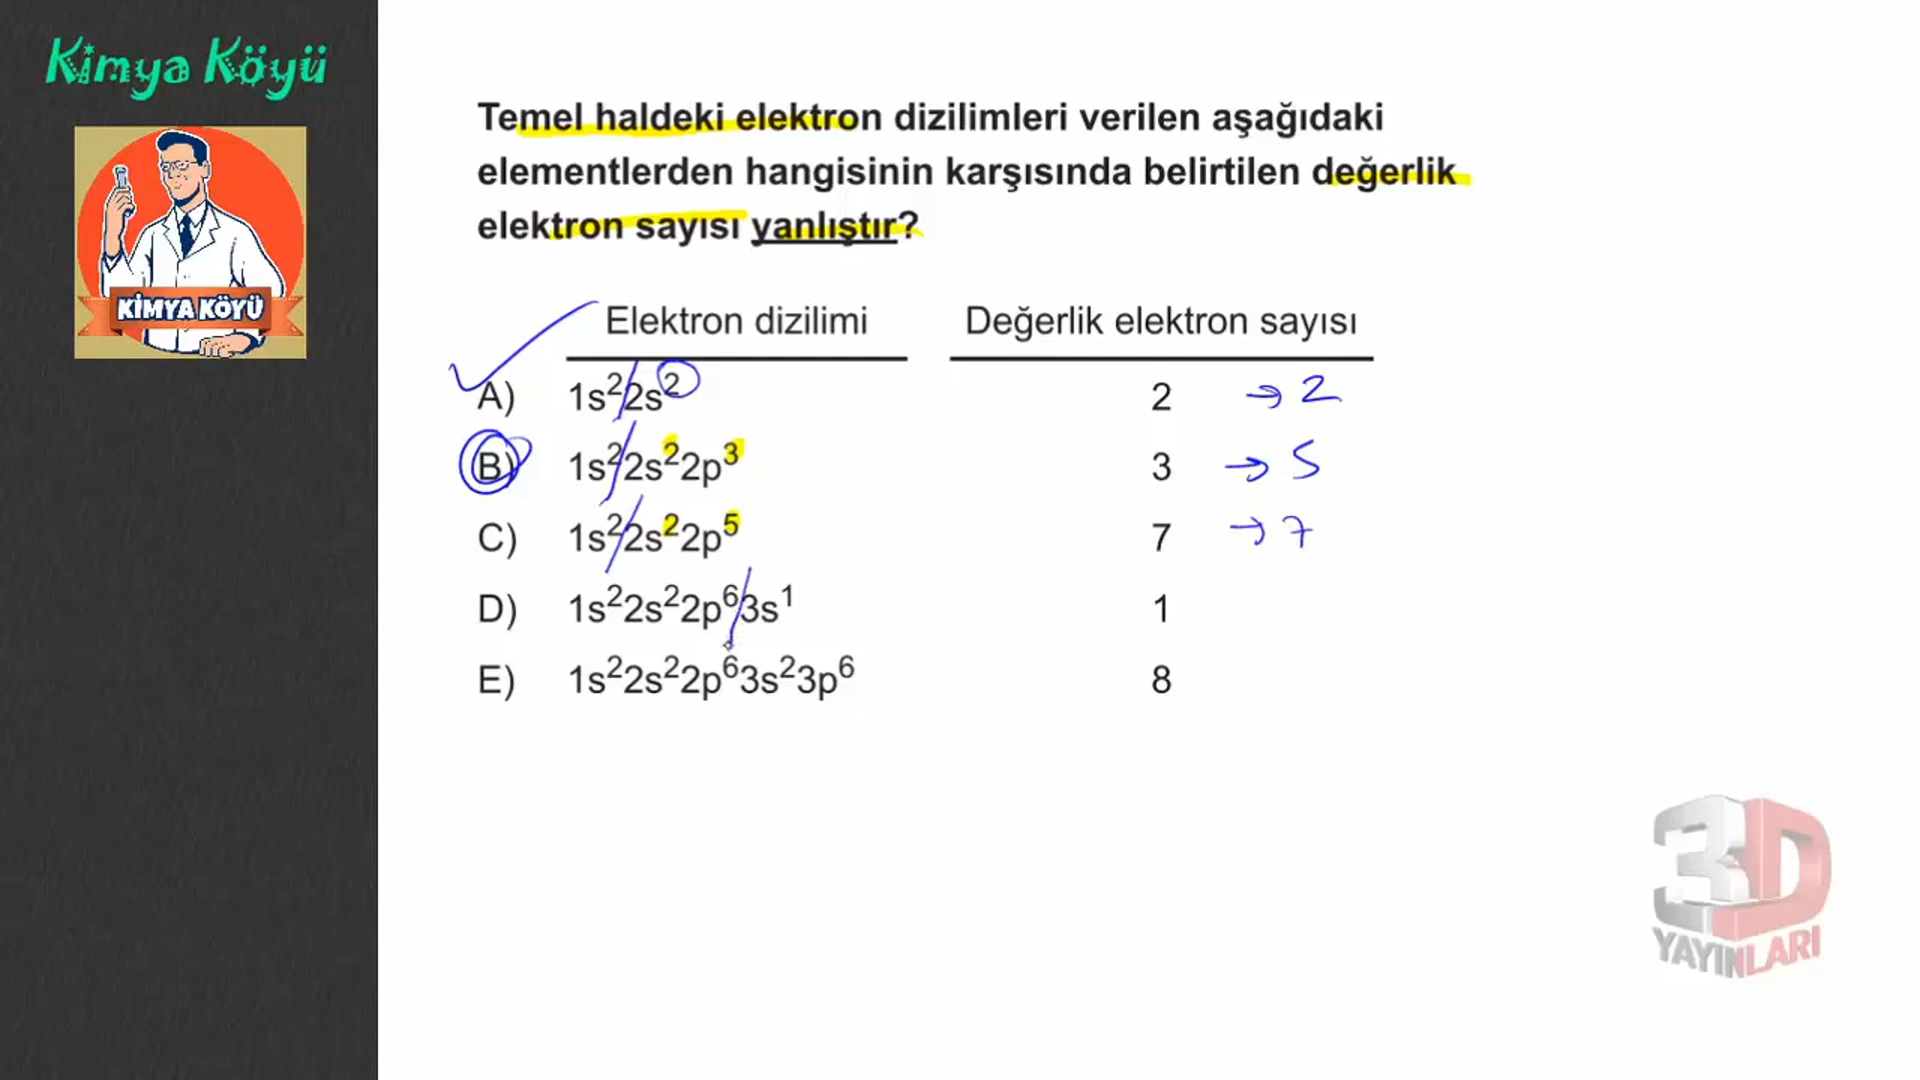 Kimya Köyü
KİMYA KÖYÜ
Temel haldeki elektron dizilimleri verilen aşağıdaki
elementlerden hangisinin karşısında belirtilen değerlik
elektron sayısı yanlıştır?
Elektron dizilimi Değerlik elektron sayısı
A) 1s²2s² 2 → 2
B) 1s²2s²2p³ 3 → 5
C) 1s²2s²2p⁵ 7 → 7
D) 1s²2s²2p⁶3s¹ 1
E) 1s²2s²2p⁶3s²3p⁶ 8
3D
YAYINLARI